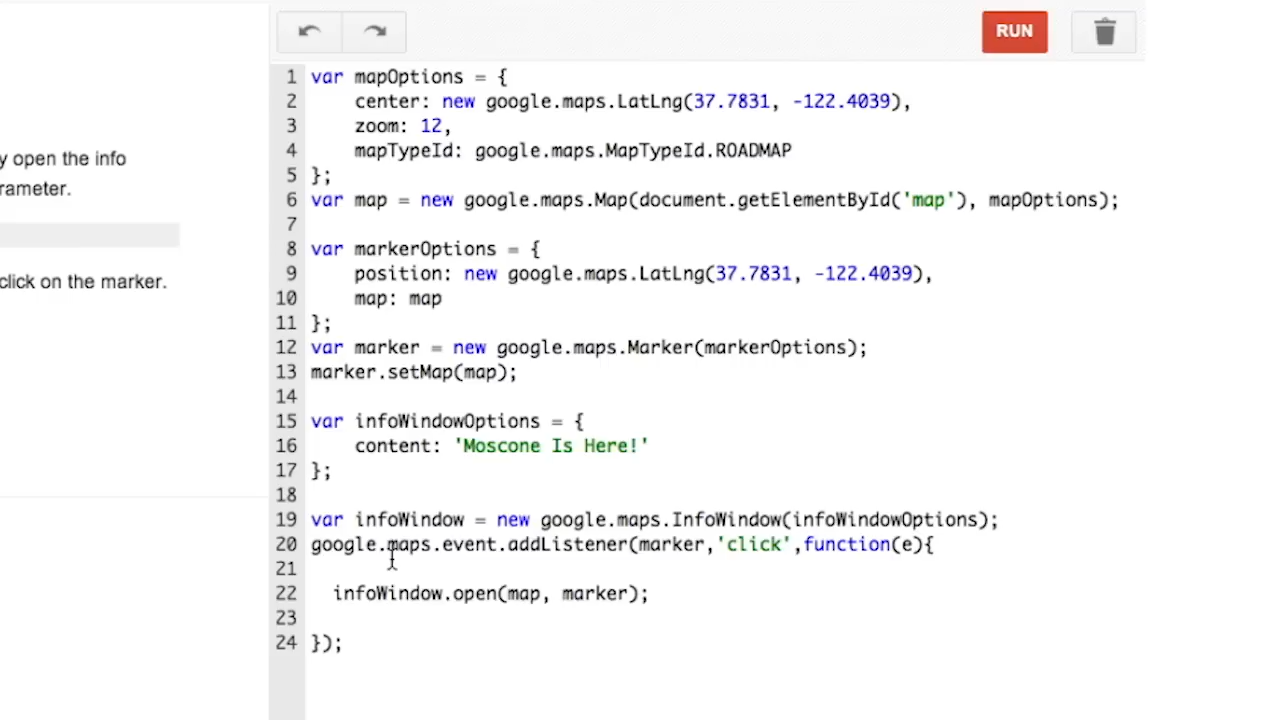 RUN
y open the info
rameter.
click on the marker.
1 var mapOptions = {
2     center: new google.maps.LatLng(37.7831, -122.4039),
3     zoom: 12,
4     mapTypeId: google.maps.MapTypeId.ROADMAP
5 };
6 var map = new google.maps.Map(document.getElementById('map'), mapOptions);
7
8 var markerOptions = {
9     position: new google.maps.LatLng(37.7831, -122.4039),
10     map: map
11 };
12 var marker = new google.maps.Marker(markerOptions);
13 marker.setMap(map);
14
15 var infoWindowOptions = {
16     content: 'Moscone Is Here!'
17 };
18
19 var infoWindow = new google.maps.InfoWindow(infoWindowOptions);
20 google.maps.event.addListener(marker,'click',function(e){
21
22   infoWindow.open(map, marker);
23
24 });